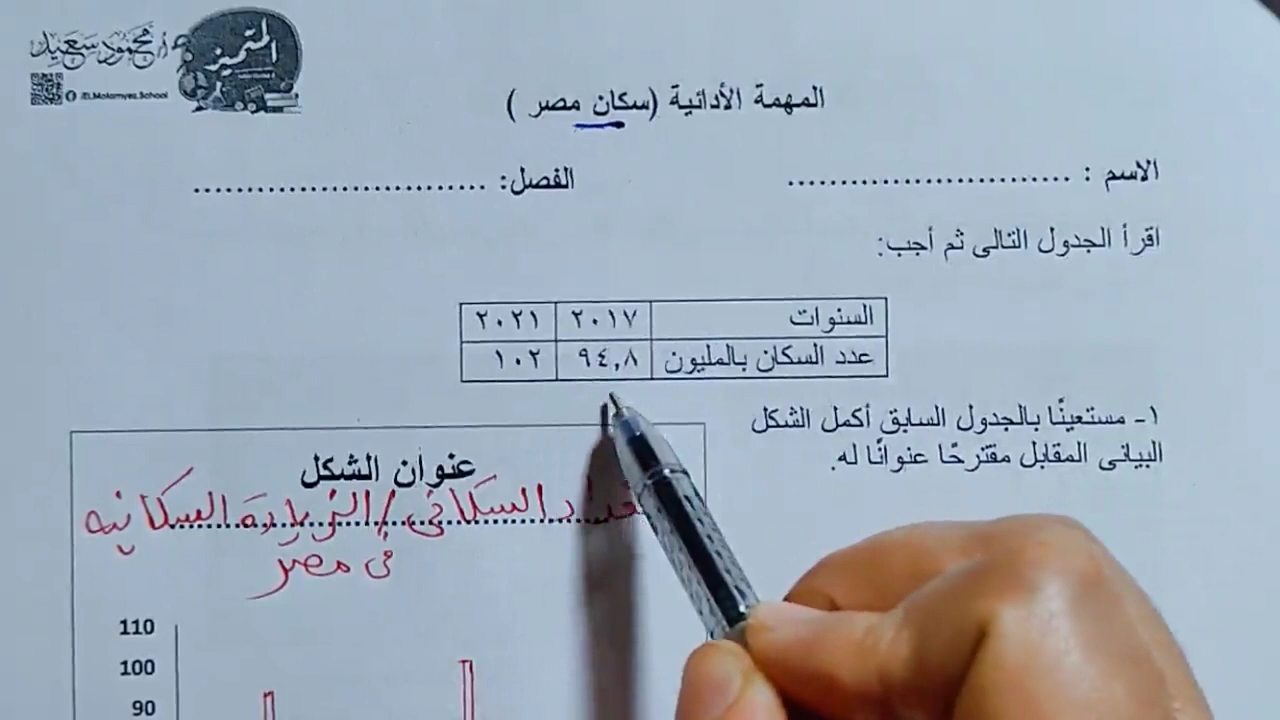 أ/محمود سعيد
المتميز
/El.Motamyez.School
المهمة الأدائية (سكان مصر )
الاسم : ............................
الفصل: ............................
اقرأ الجدول التالى ثم أجب:
السنوات ٢٠١٧ ٢٠٢١
عدد السكان بالمليون ٩٤,٨ ١٠٢
١- مستعينًا بالجدول السابق أكمل الشكل
البيانى المقابل مقترحًا عنوانًا له.
عنوان الشكل
السكانى / الزيادة السكانية
فى مصر
110
100
90